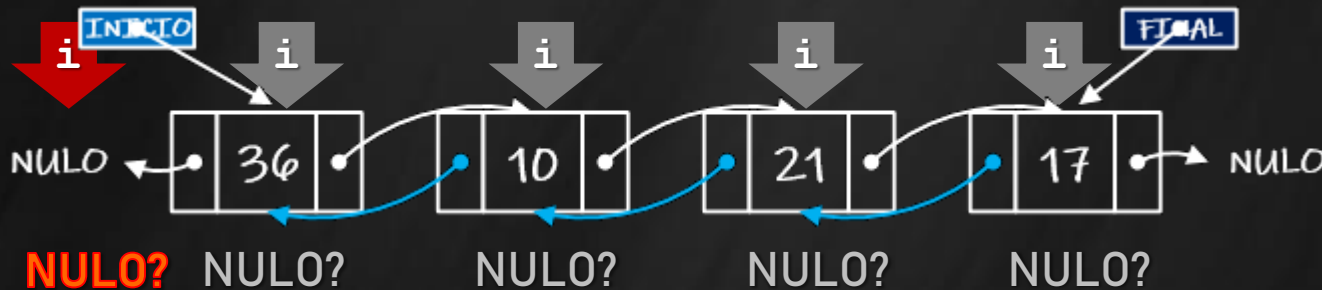 INICIO
FINAL
i i i i i
NULO 36 10 21 17 NULO
NULO? NULO? NULO? NULO? NULO?